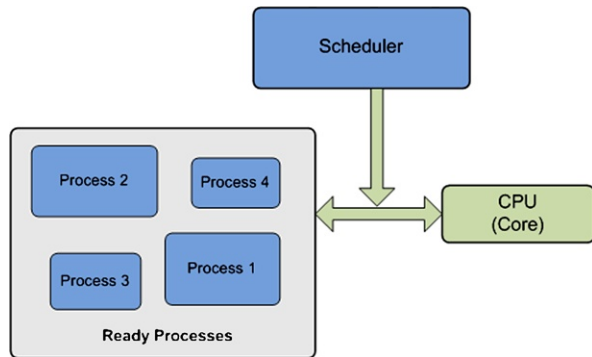 Scheduler
Process 2
Process 4
CPU
(Core)
Process 3
Process 1
Ready Processes